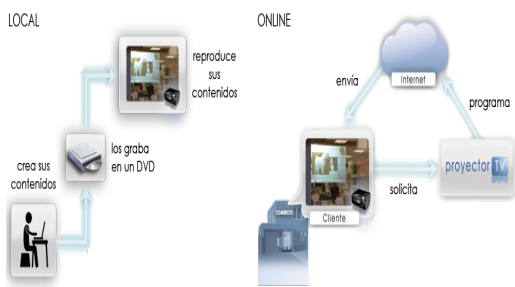 LOCAL
reproduce
sus
contenidos
los graba
en un DVD
crea sus
contenidos
ONLINE
Internet
envía
programa
proyector TV
solicita
COMERCIO
Cliente